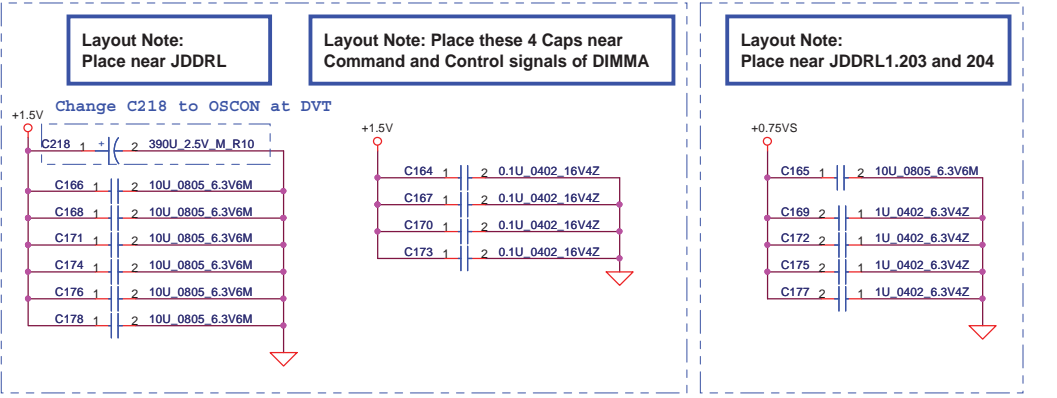 Layout Note:
Place near JDDRL
Layout Note: Place these 4 Caps near
Command and Control signals of DIMMA
Layout Note:
Place near JDDRL1.203 and 204
Change C218 to OSCON at DVT
+1.5V
C218 1 + 2 390U_2.5V_M_R10
C166 1 2 10U_0805_6.3V6M
C168 1 2 10U_0805_6.3V6M
C171 1 2 10U_0805_6.3V6M
C174 1 2 10U_0805_6.3V6M
C176 1 2 10U_0805_6.3V6M
C178 1 2 10U_0805_6.3V6M
+1.5V
C164 1 2 0.1U_0402_16V4Z
C167 1 2 0.1U_0402_16V4Z
C170 1 2 0.1U_0402_16V4Z
C173 1 2 0.1U_0402_16V4Z
+0.75VS
C165 1 2 10U_0805_6.3V6M
C169 2 1 1U_0402_6.3V4Z
C172 2 1 1U_0402_6.3V4Z
C175 2 1 1U_0402_6.3V4Z
C177 2 1 1U_0402_6.3V4Z